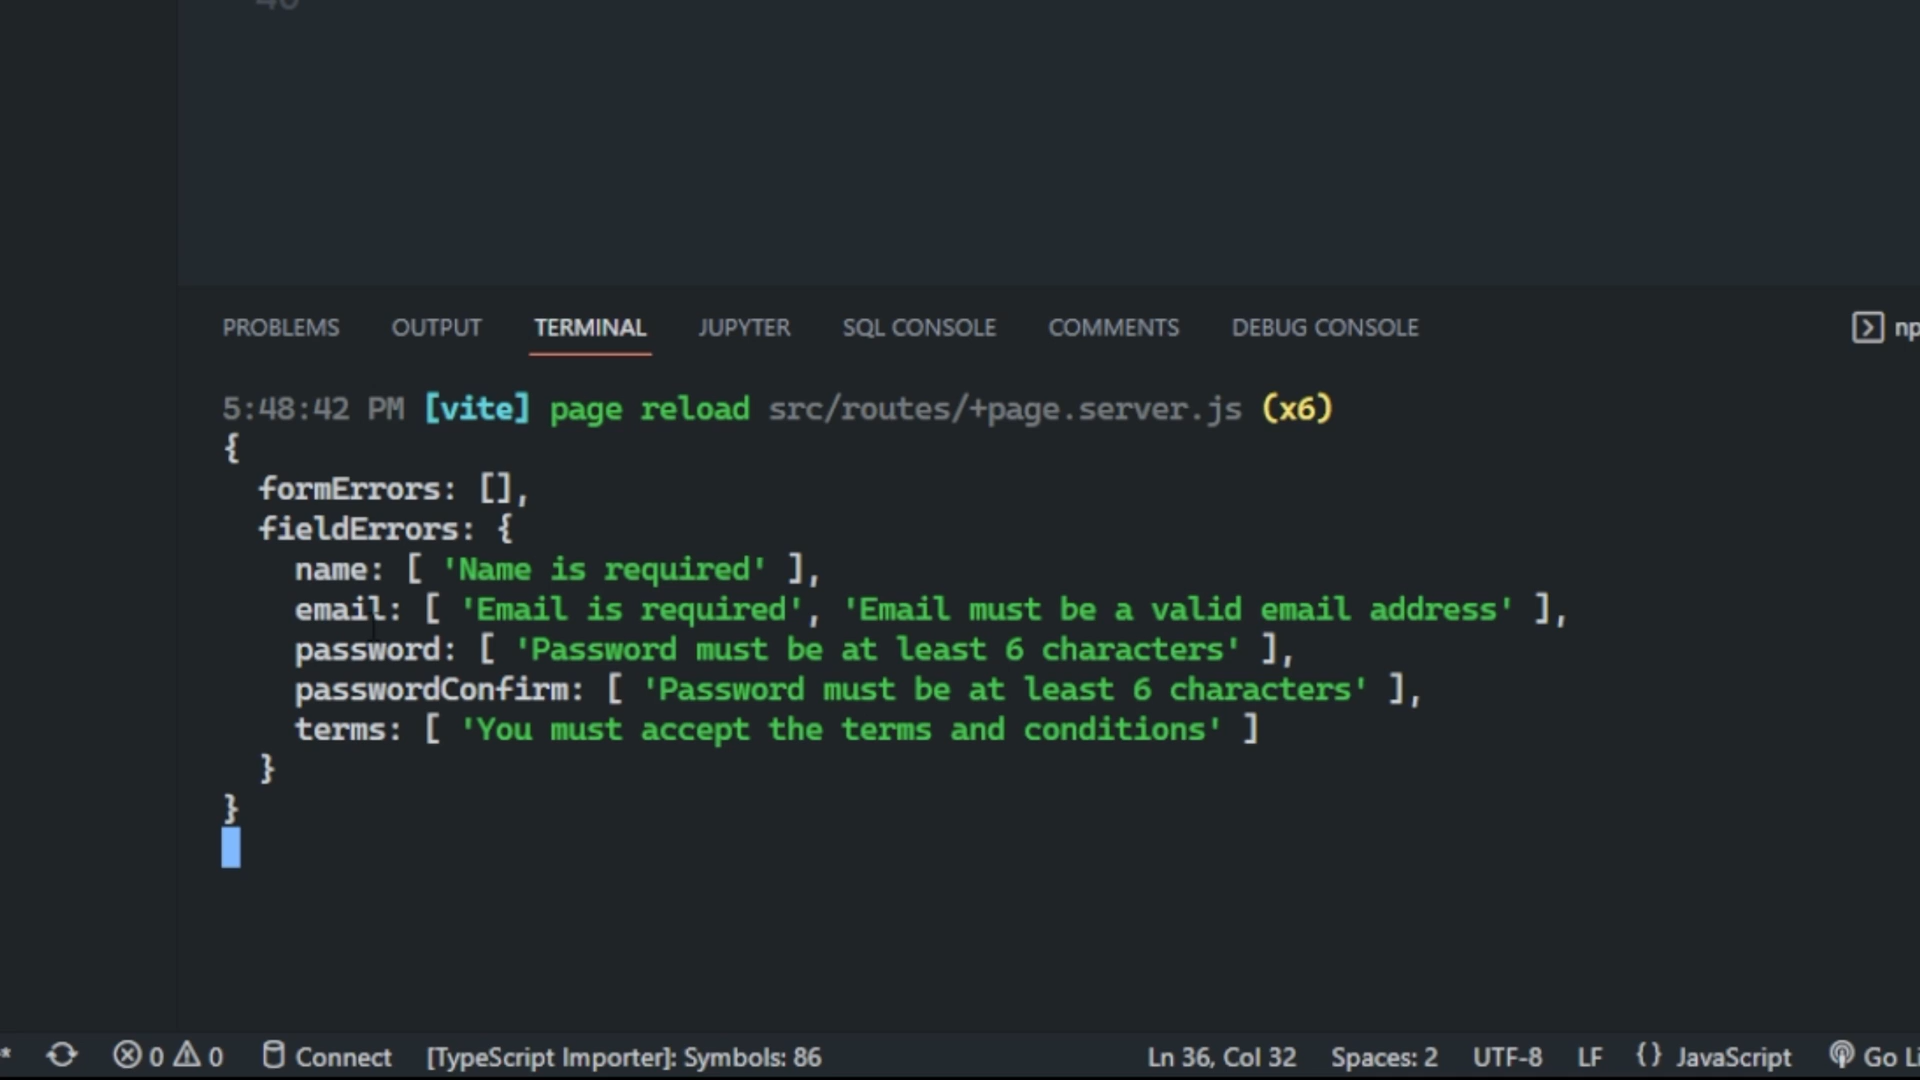 PROBLEMS OUTPUT TERMINAL JUPYTER SQL CONSOLE COMMENTS DEBUG CONSOLE np
5:48:42 PM [vite] page reload src/routes/+page.server.js (x6)
{
  formErrors: [],
  fieldErrors: {
    name: [ 'Name is required' ],
    email: [ 'Email is required', 'Email must be a valid email address' ],
    password: [ 'Password must be at least 6 characters' ],
    passwordConfirm: [ 'Password must be at least 6 characters' ],
    terms: [ 'You must accept the terms and conditions' ]
  }
}
* 0 0 Connect [TypeScript Importer]: Symbols: 86 Ln 36, Col 32 Spaces: 2 UTF-8 LF {} JavaScript Go Li